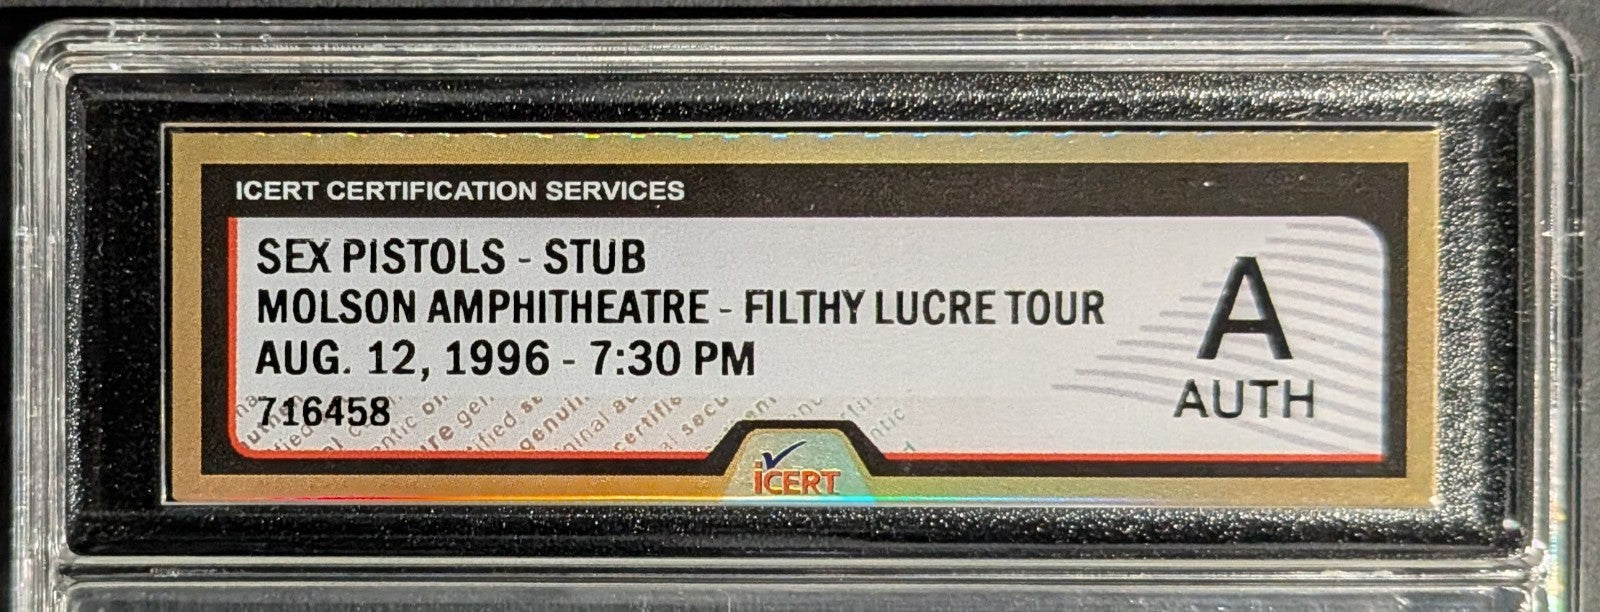 ICERT CERTIFICATION SERVICES
SEX PISTOLS - STUB
MOLSON AMPHITHEATRE - FILTHY LUCRE TOUR
AUG. 12, 1996 - 7:30 PM
716458
A
AUTH
iCERT